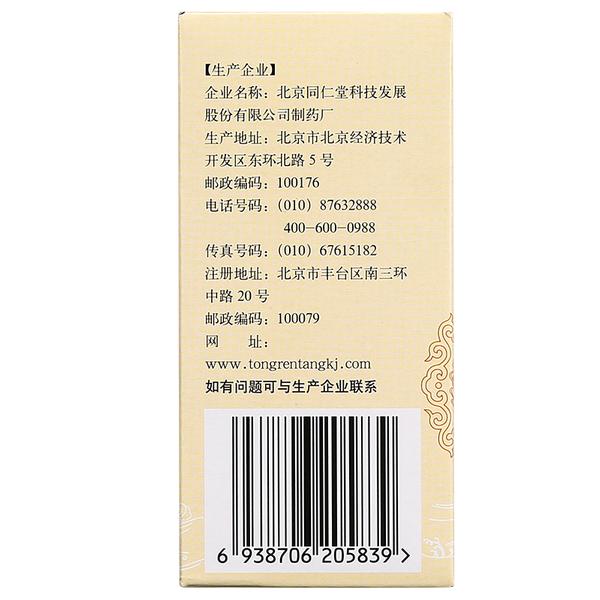 【生产企业】
企业名称：北京同仁堂科技发展
股份有限公司制药厂
生产地址：北京市北京经济技术
开发区东环北路 5 号
邮政编码：100176
电话号码：（010）87632888
400-600-0988
传真号码：（010）67615182
注册地址：北京市丰台区南三环
中路 20 号
邮政编码：100079
网　　址：
www.tongrentangkj.com
如有问题可与生产企业联系
6 938706 205839 >